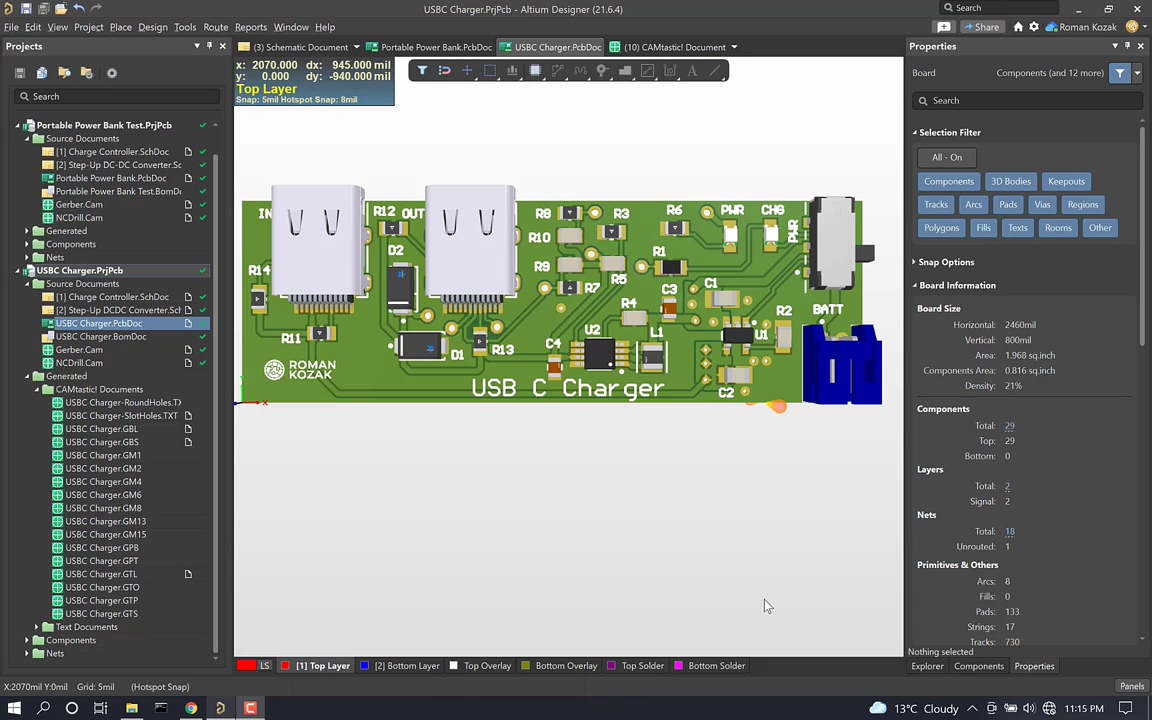 USBC Charger.PrjPcb - Altium Designer (21.6.4)
Search
File Edit View Project Place Design Tools Route Reports Window Help
Share
Roman Kozak
Projects
Search
Portable Power Bank Test.PrjPcb
Source Documents
[1] Charge Controller.SchDoc
[2] Step-Up DC-DC Converter.Sc
Portable Power Bank.PcbDoc
Portable Power Bank Test.BomDo
Gerber.Cam
NCDrill.Cam
Generated
Components
Nets
USBC Charger.PrjPcb
Source Documents
[1] Charge Controller.SchDoc
[2] Step-Up DC-DC Converter.Sch
USBC Charger.PcbDoc
USBC Charger.BomDoc
Gerber.Cam
NCDrill.Cam
Generated
CAMtastic! Documents
USBC Charger-RoundHoles.TX
USBC Charger-SlotHoles.TXT
USBC Charger.GBL
USBC Charger.GBS
USBC Charger.GM1
USBC Charger.GM2
USBC Charger.GM4
USBC Charger.GM6
USBC Charger.GM8
USBC Charger.GM13
USBC Charger.GM15
USBC Charger.GPB
USBC Charger.GPT
USBC Charger.GTL
USBC Charger.GTO
USBC Charger.GTP
USBC Charger.GTS
Text Documents
Components
Nets
(3) Schematic Document
Portable Power Bank.PcbDoc
USBC Charger.PcbDoc
(10) CAMtastic! Document
x: 2070.000 dx: 945.000 mil
y: 0.000 dy: -940.000 mil
Top Layer
Snap: 5mil Hotspot Snap: 8mil
IN
R12
OUT
R8
R3
R6
PWR
CHG
PWR
R10
D2
R1
R14
R9
R5
R7
C3
C1
R4
BATT
R11
U2
L1
U1
R2
D1
R13
C4
ROMAN
KOZAK
USB C Charger
C2
LS
[1] Top Layer
[2] Bottom Layer
Top Overlay
Bottom Overlay
Top Solder
Bottom Solder
Properties
Board
Components (and 12 more)
Search
Selection Filter
All - On
Components 3D Bodies Keepouts
Tracks Arcs Pads Vias Regions
Polygons Fills Texts Rooms Other
Snap Options
Board Information
Board Size
Horizontal: 2460mil
Vertical: 800mil
Area: 1.968 sq.inch
Components Area: 0.816 sq.inch
Density: 21%
Components
Total: 29
Top: 29
Bottom: 0
Layers
Total: 2
Signal: 2
Nets
Total: 18
Unrouted: 1
Primitives & Others
Arcs: 8
Fills: 0
Pads: 133
Strings: 17
Tracks: 730
Nothing selected
Explorer Components Properties
X:2070mil Y:0mil Grid: 5mil (Hotspot Snap)
Panels
13°C Cloudy
11:15 PM